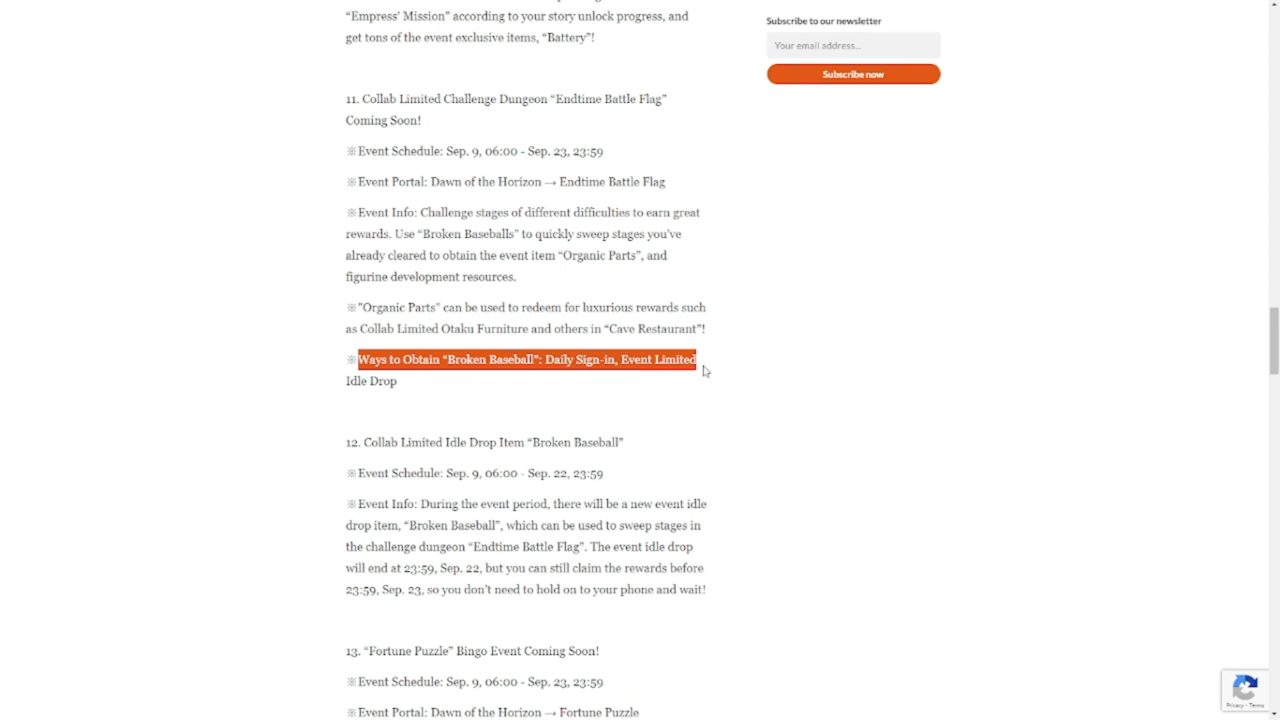 "Empress' Mission" according to your story unlock progress, and
get tons of the event exclusive items, "Battery"!
11. Collab Limited Challenge Dungeon "Endtime Battle Flag"
Coming Soon!
※Event Schedule: Sep. 9, 06:00 - Sep. 23, 23:59
※Event Portal: Dawn of the Horizon → Endtime Battle Flag
※Event Info: Challenge stages of different difficulties to earn great
rewards. Use "Broken Baseballs" to quickly sweep stages you've
already cleared to obtain the event item "Organic Parts", and
figurine development resources.
※"Organic Parts" can be used to redeem for luxurious rewards such
as Collab Limited Otaku Furniture and others in "Cave Restaurant"!
※Ways to Obtain "Broken Baseball": Daily Sign-in, Event Limited
Idle Drop
12. Collab Limited Idle Drop Item "Broken Baseball"
※Event Schedule: Sep. 9, 06:00 - Sep. 22, 23:59
※Event Info: During the event period, there will be a new event idle
drop item, "Broken Baseball", which can be used to sweep stages in
the challenge dungeon "Endtime Battle Flag". The event idle drop
will end at 23:59, Sep. 22, but you can still claim the rewards before
23:59, Sep. 23, so you don't need to hold on to your phone and wait!
13. "Fortune Puzzle" Bingo Event Coming Soon!
※Event Schedule: Sep. 9, 06:00 - Sep. 23, 23:59
※Event Portal: Dawn of the Horizon → Fortune Puzzle
Subscribe to our newsletter
Your email address...
Subscribe now
Privacy - Terms